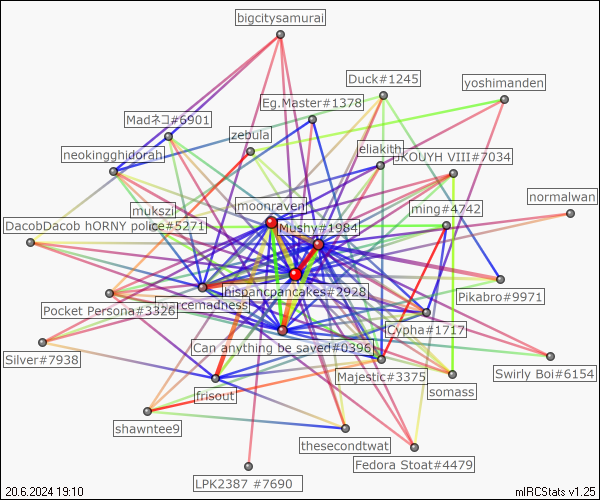 bigcitysamurai
Duck#1245
yoshimanden
Eg.Master#1378
Madネコ#6901
zebula
eliakith
neokingghidorah
JKOUYH VIII#7034
normalwan
mukszi
moonraven
ming#4742
DacobDacob hORNY police#5271
Mushy#1984
hispancpancakes#2928
Pikabro#9971
rcemadness
Pocket Persona#3326
Cypha#1717
Can anything be saved#0396
Silver#7938
Majestic#3375
Swirly Boi#6154
frisout
somass
shawntee9
thesecondtwat
Fedora Stoat#4479
LPK2387 #7690
20.6.2024 19:10
mIRCStats v1.25